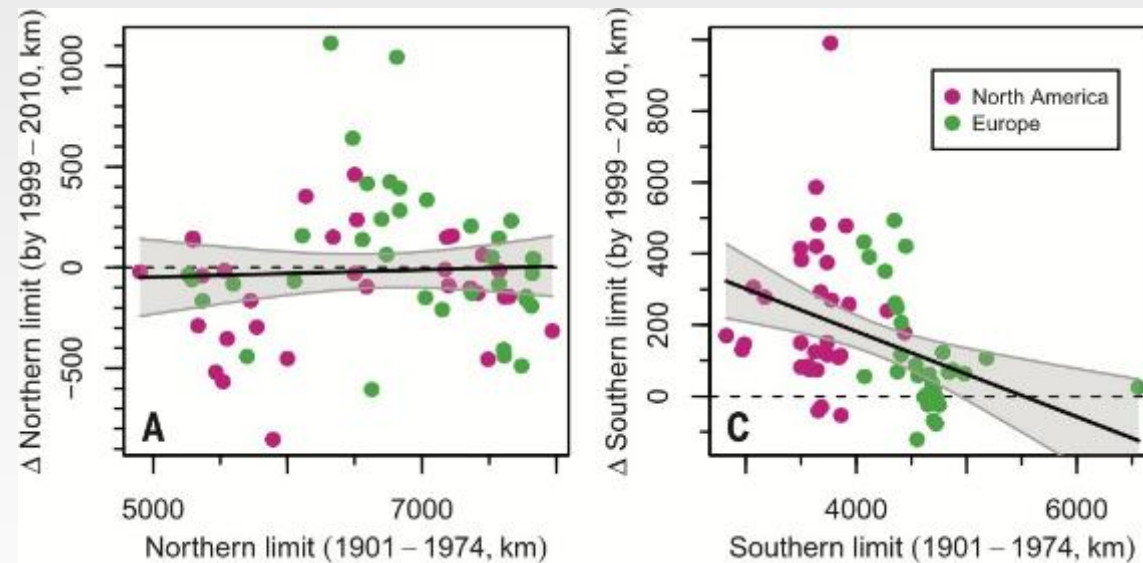 Δ Northern limit (by 1999 – 2010, km)
1000
500
0
−500
A
5000
7000
Northern limit (1901 – 1974, km)
Δ Southern limit (by 1999 – 2010, km)
800
600
400
200
0
North America
Europe
C
4000
6000
Southern limit (1901 – 1974, km)